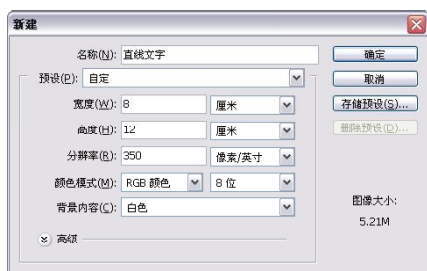 新建
名称(N): 直线文字
确定
预设(P): 自定
取消
宽度(W): 8 厘米
存储预设(S)...
高度(H): 12 厘米
删除预设(D)...
分辨率(R): 350 像素/英寸
颜色模式(M): RGB 颜色 8 位
背景内容(C): 白色
图像大小:
5.21M
高级